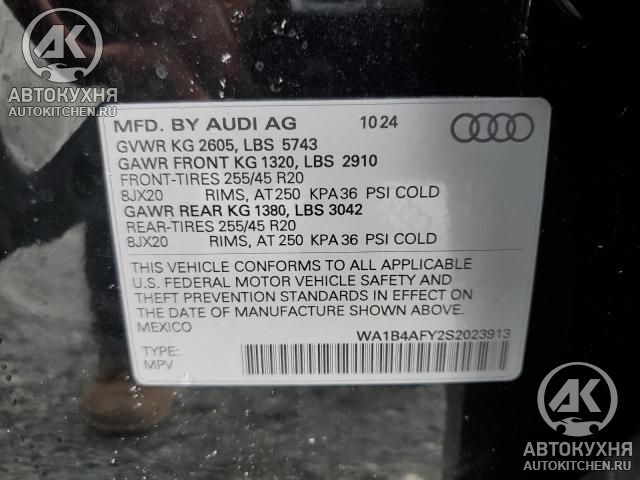 AK
АВТОКУХНЯ
AUTOKITCHEN.RU
MFD. BY AUDI AG 10 24
GVWR KG 2605, LBS 5743
GAWR FRONT KG 1320, LBS 2910
FRONT-TIRES 255/45 R20
8JX20 RIMS, AT 250 KPA 36 PSI COLD
GAWR REAR KG 1380, LBS 3042
REAR-TIRES 255/45 R20
8JX20 RIMS, AT 250 KPA 36 PSI COLD
THIS VEHICLE CONFORMS TO ALL APPLICABLE
U.S. FEDERAL MOTOR VEHICLE SAFETY AND
THEFT PREVENTION STANDARDS IN EFFECT ON
THE DATE OF MANUFACTURE SHOWN ABOVE.
MEXICO
WA1B4AFY2S2023913
TYPE:
MPV
AK
АВТОКУХНЯ
AUTOKITCHEN.RU